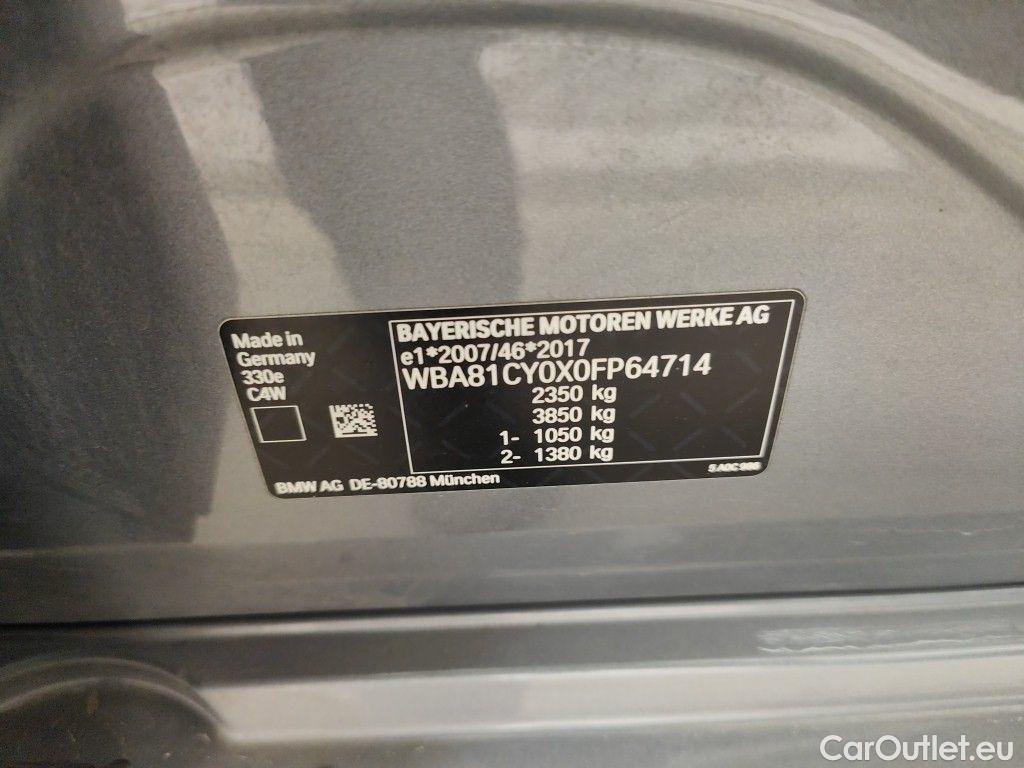 Made in
Germany
330e
C4W
BAYERISCHE MOTOREN WERKE AG
e1*2007/46*2017
WBA81CY0X0FP64714
2350 kg
3850 kg
1- 1050 kg
2- 1380 kg
BMW AG DE-80788 München
CarOutlet.eu